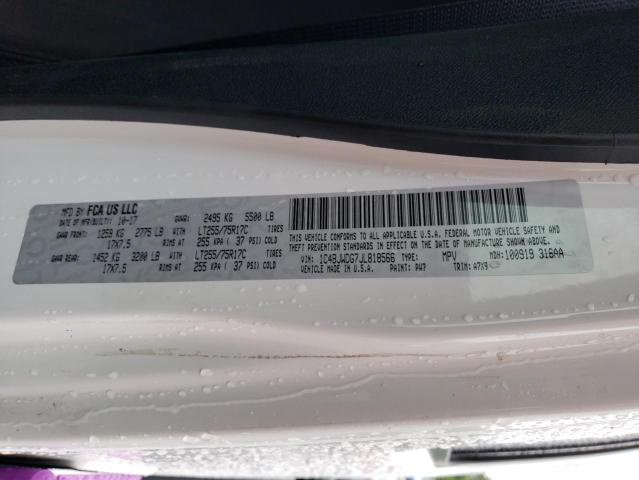 MFD BY: FCA US LLC
DATE OF MFR/BUILT: 10-17
GVWR: 2495 KG 5500 LB
GAWR FRONT: 1259 KG 2775 LB WITH LT255/75R17C TIRES
17X7.5 RIMS AT 255 KPA ( 37 PSI) COLD
GAWR REAR: 1452 KG 3200 LB WITH LT255/75R17C TIRES
17X7.5 RIMS AT 255 KPA ( 37 PSI) COLD
THIS VEHICLE CONFORMS TO ALL APPLICABLE U.S.A. FEDERAL MOTOR VEHICLE SAFETY AND
THEFT PREVENTION STANDARDS IN EFFECT ON THE DATE OF MANUFACTURE SHOWN ABOVE.
VEHICLE MADE IN U.S.A. MDH: 100919 316AA
VIN: 1C4BJWDG7JL818566 TYPE: MPV
PAINT: PW7 TRIM: A7X9